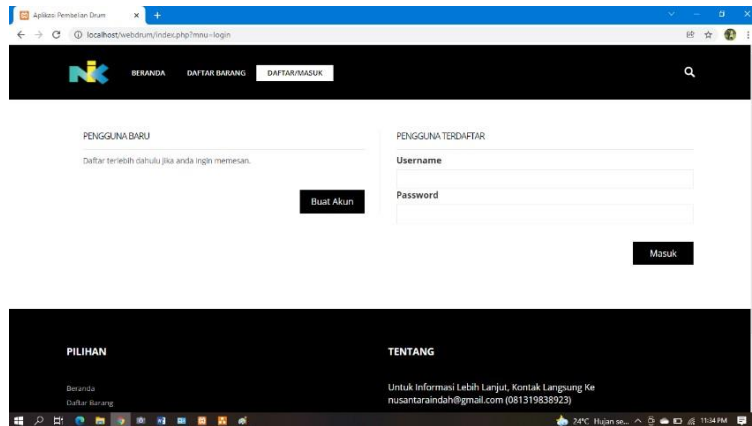 Aplikasi Pembelian Drum
localhost/webdrum/index.php?mnu=login
NIC
BERANDA DAFTAR BARANG DAFTAR/MASUK
PENGGUNA BARU
Daftar terlebih dahulu jika anda ingin memesan.
Buat Akun
PENGGUNA TERDAFTAR
Username
Password
Masuk
PILIHAN
Beranda
Daftar Barang
TENTANG
Untuk Informasi Lebih Lanjut, Kontak Langsung Ke
nusantaraindah@gmail.com (081319838923)
24°C Hujan se... 11:34 PM